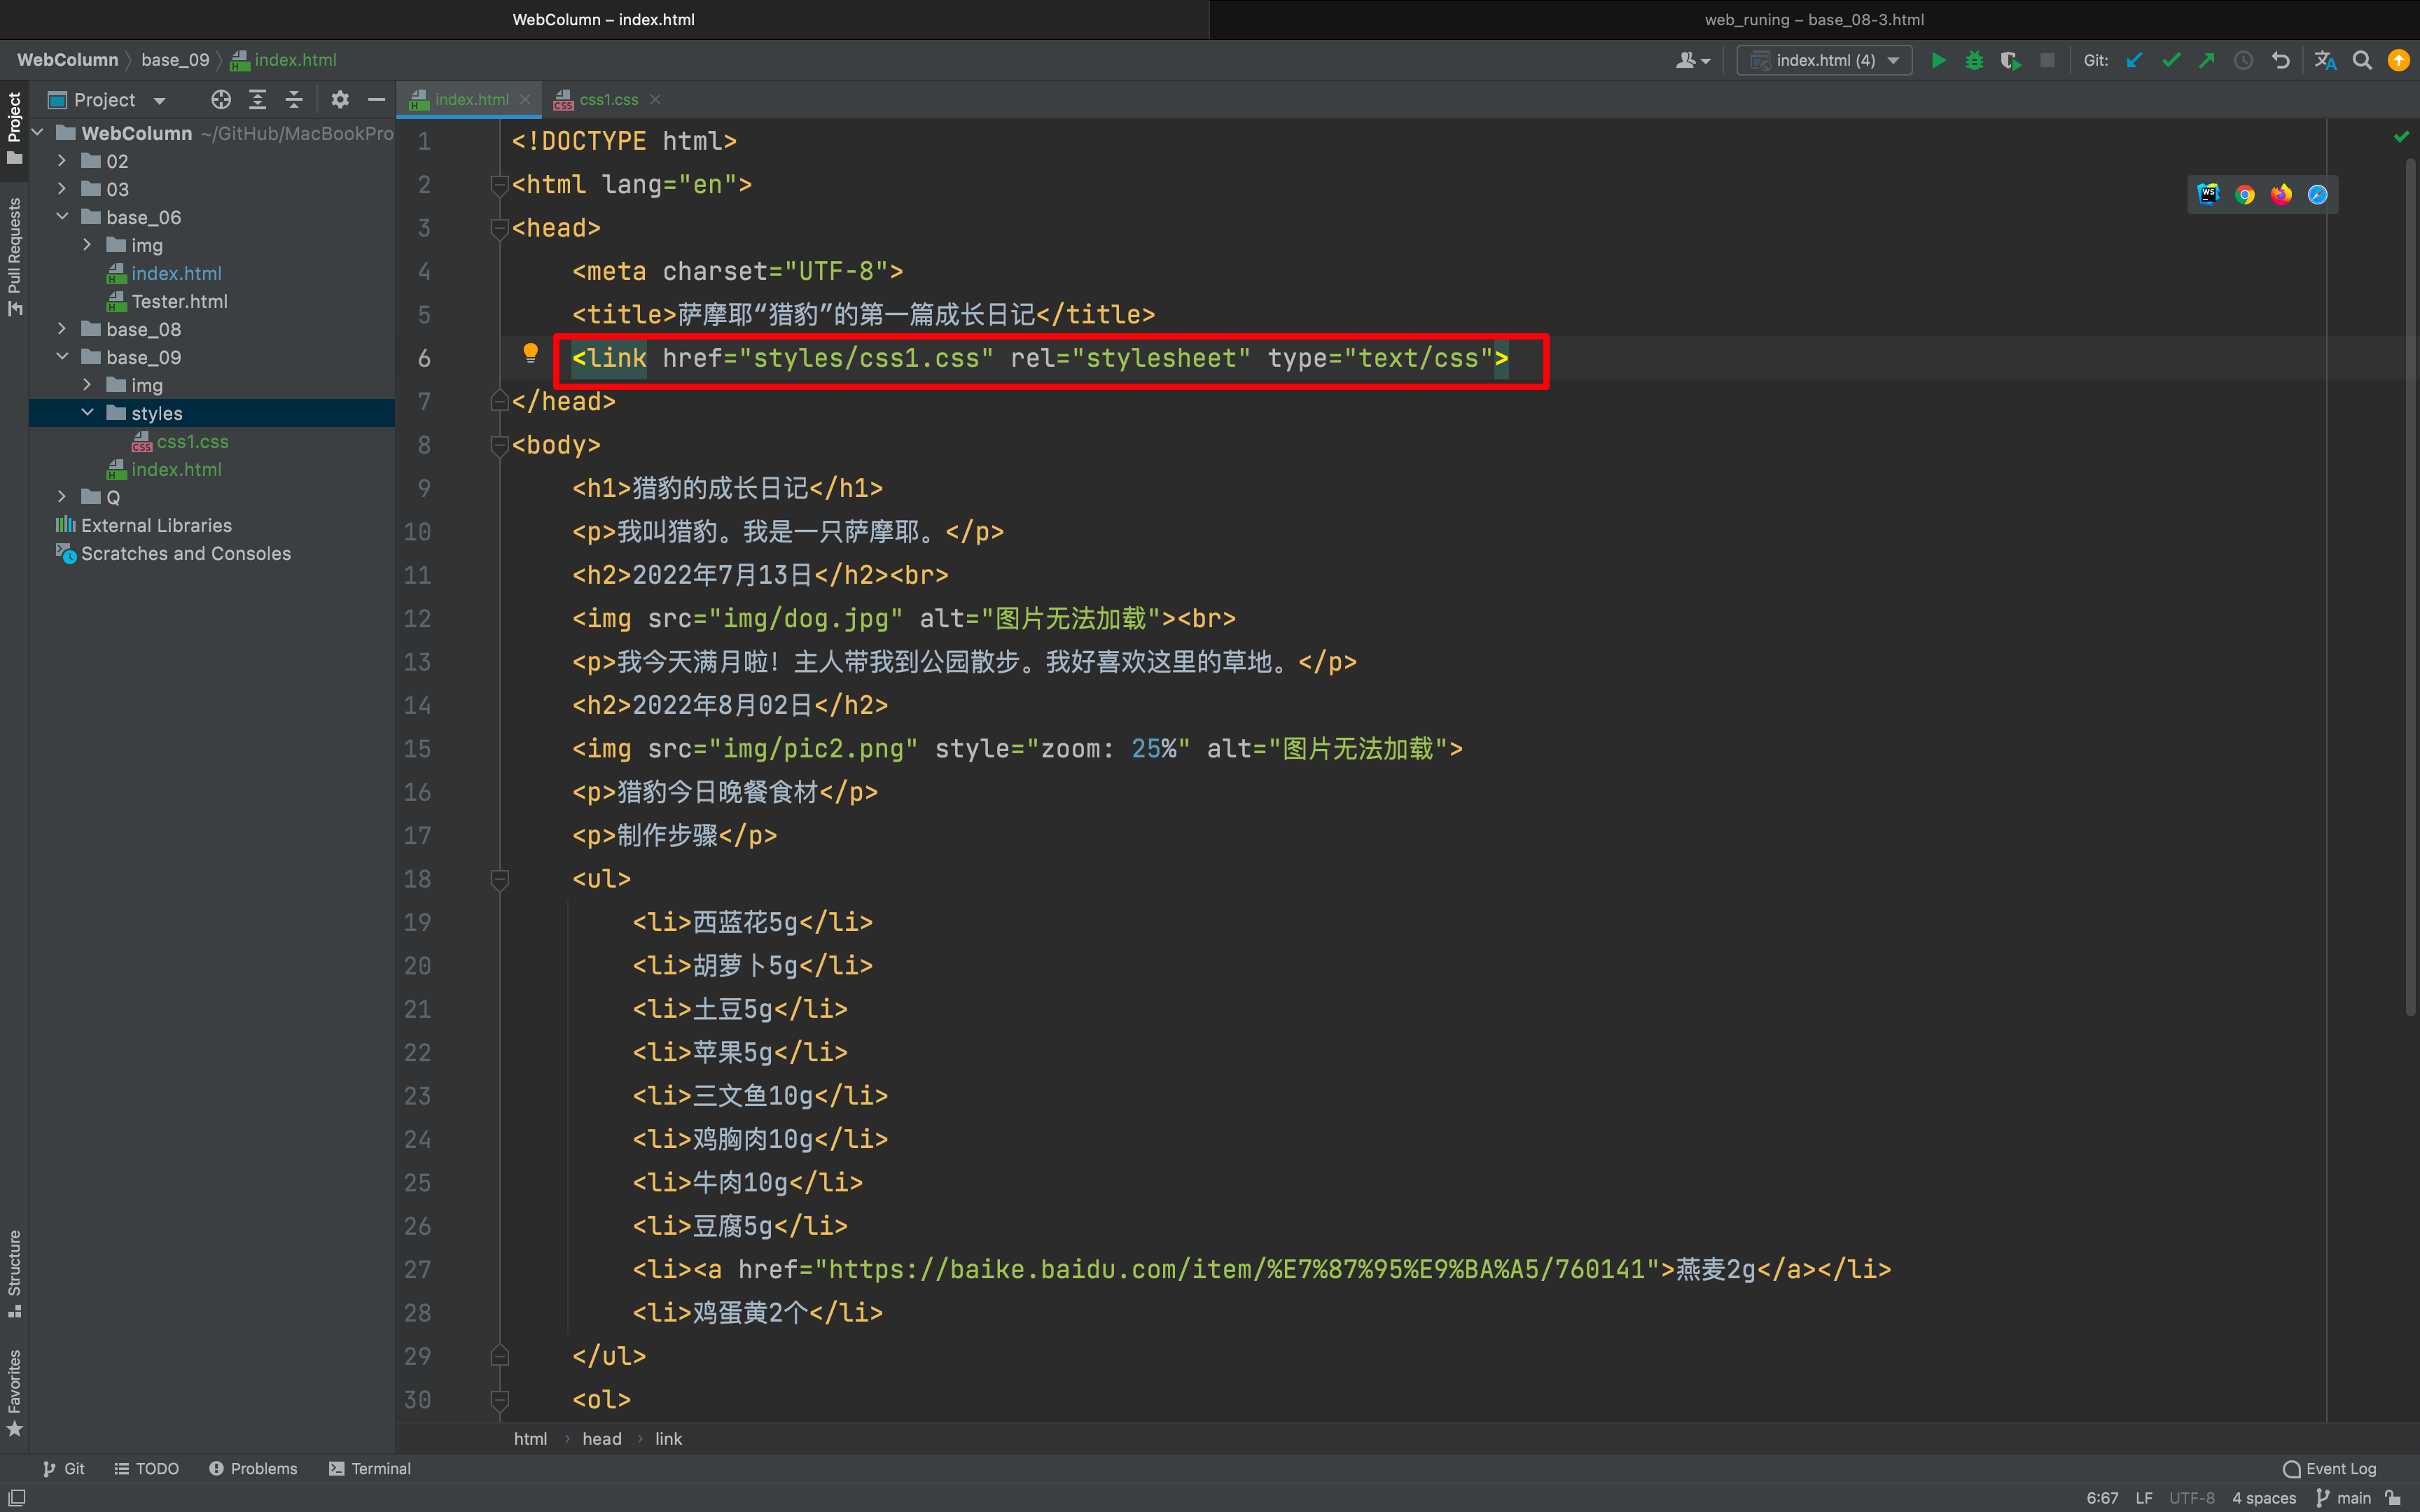 WebColumn – index.html
web_runing – base_08-3.html
WebColumn base_09 index.html
index.html (4)
Git:
Project
index.html
css1.css
Project
Pull Requests
Structure
Favorites
WebColumn ~/GitHub/MacBookPro
02
03
base_06
img
index.html
Tester.html
base_08
base_09
img
styles
css1.css
index.html
Q
External Libraries
Scratches and Consoles
1 <!DOCTYPE html>
2 <html lang="en">
3 <head>
4 <meta charset="UTF-8">
5 <title>萨摩耶“猎豹”的第一篇成长日记</title>
6 <link href="styles/css1.css" rel="stylesheet" type="text/css">
7 </head>
8 <body>
9 <h1>猎豹的成长日记</h1>
10 <p>我叫猎豹。我是一只萨摩耶。</p>
11 <h2>2022年7月13日</h2><br>
12 <img src="img/dog.jpg" alt="图片无法加载"><br>
13 <p>我今天满月啦！主人带我到公园散步。我好喜欢这里的草地。</p>
14 <h2>2022年8月02日</h2>
15 <img src="img/pic2.png" style="zoom: 25%" alt="图片无法加载">
16 <p>猎豹今日晚餐食材</p>
17 <p>制作步骤</p>
18 <ul>
19 <li>西蓝花5g</li>
20 <li>胡萝卜5g</li>
21 <li>土豆5g</li>
22 <li>苹果5g</li>
23 <li>三文鱼10g</li>
24 <li>鸡胸肉10g</li>
25 <li>牛肉10g</li>
26 <li>豆腐5g</li>
27 <li><a href="https://baike.baidu.com/item/%E7%87%95%E9%BA%A5/760141">燕麦2g</a></li>
28 <li>鸡蛋黄2个</li>
29 </ul>
30 <ol>
html › head › link
Git TODO Problems Terminal
Event Log
6:67 LF UTF-8 4 spaces main